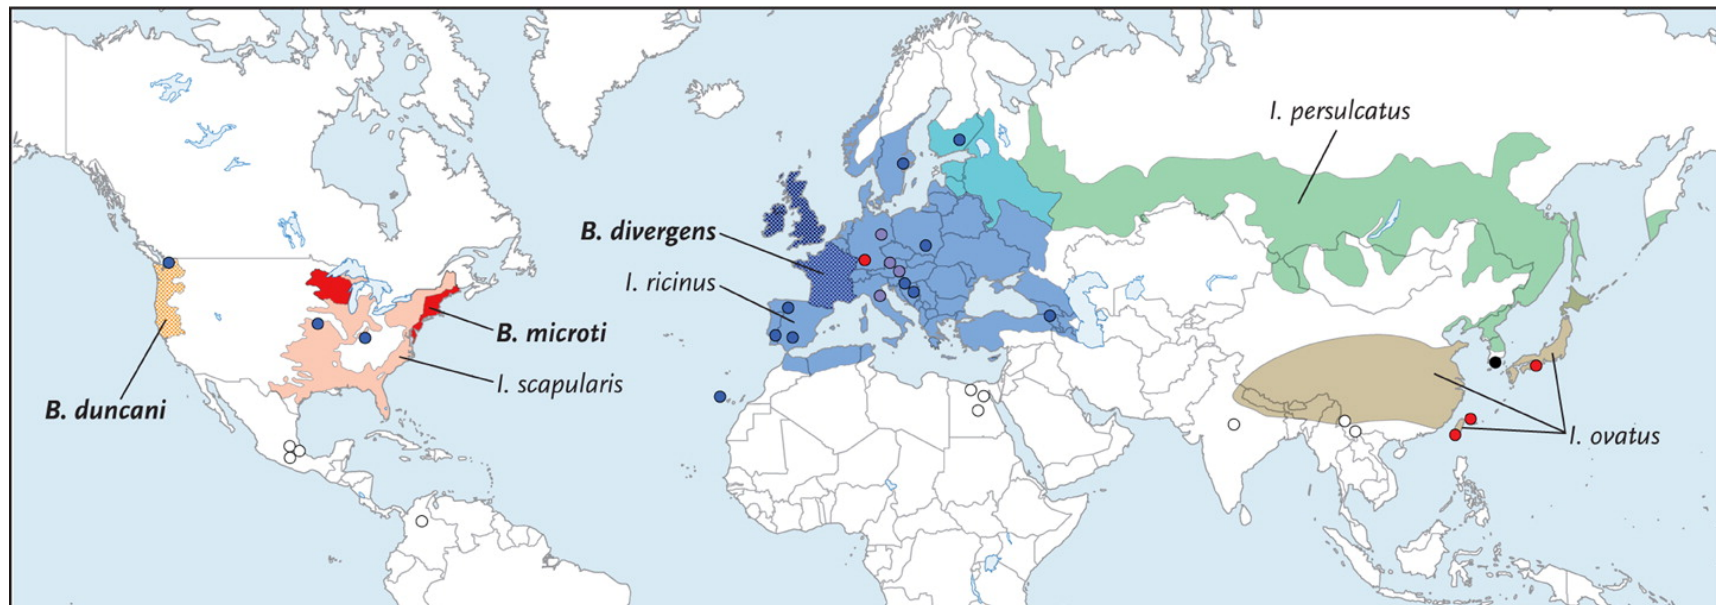 I. persulcatus
B. divergens
I. ricinus
B. microti
I. scapularis
B. duncani
I. ovatus